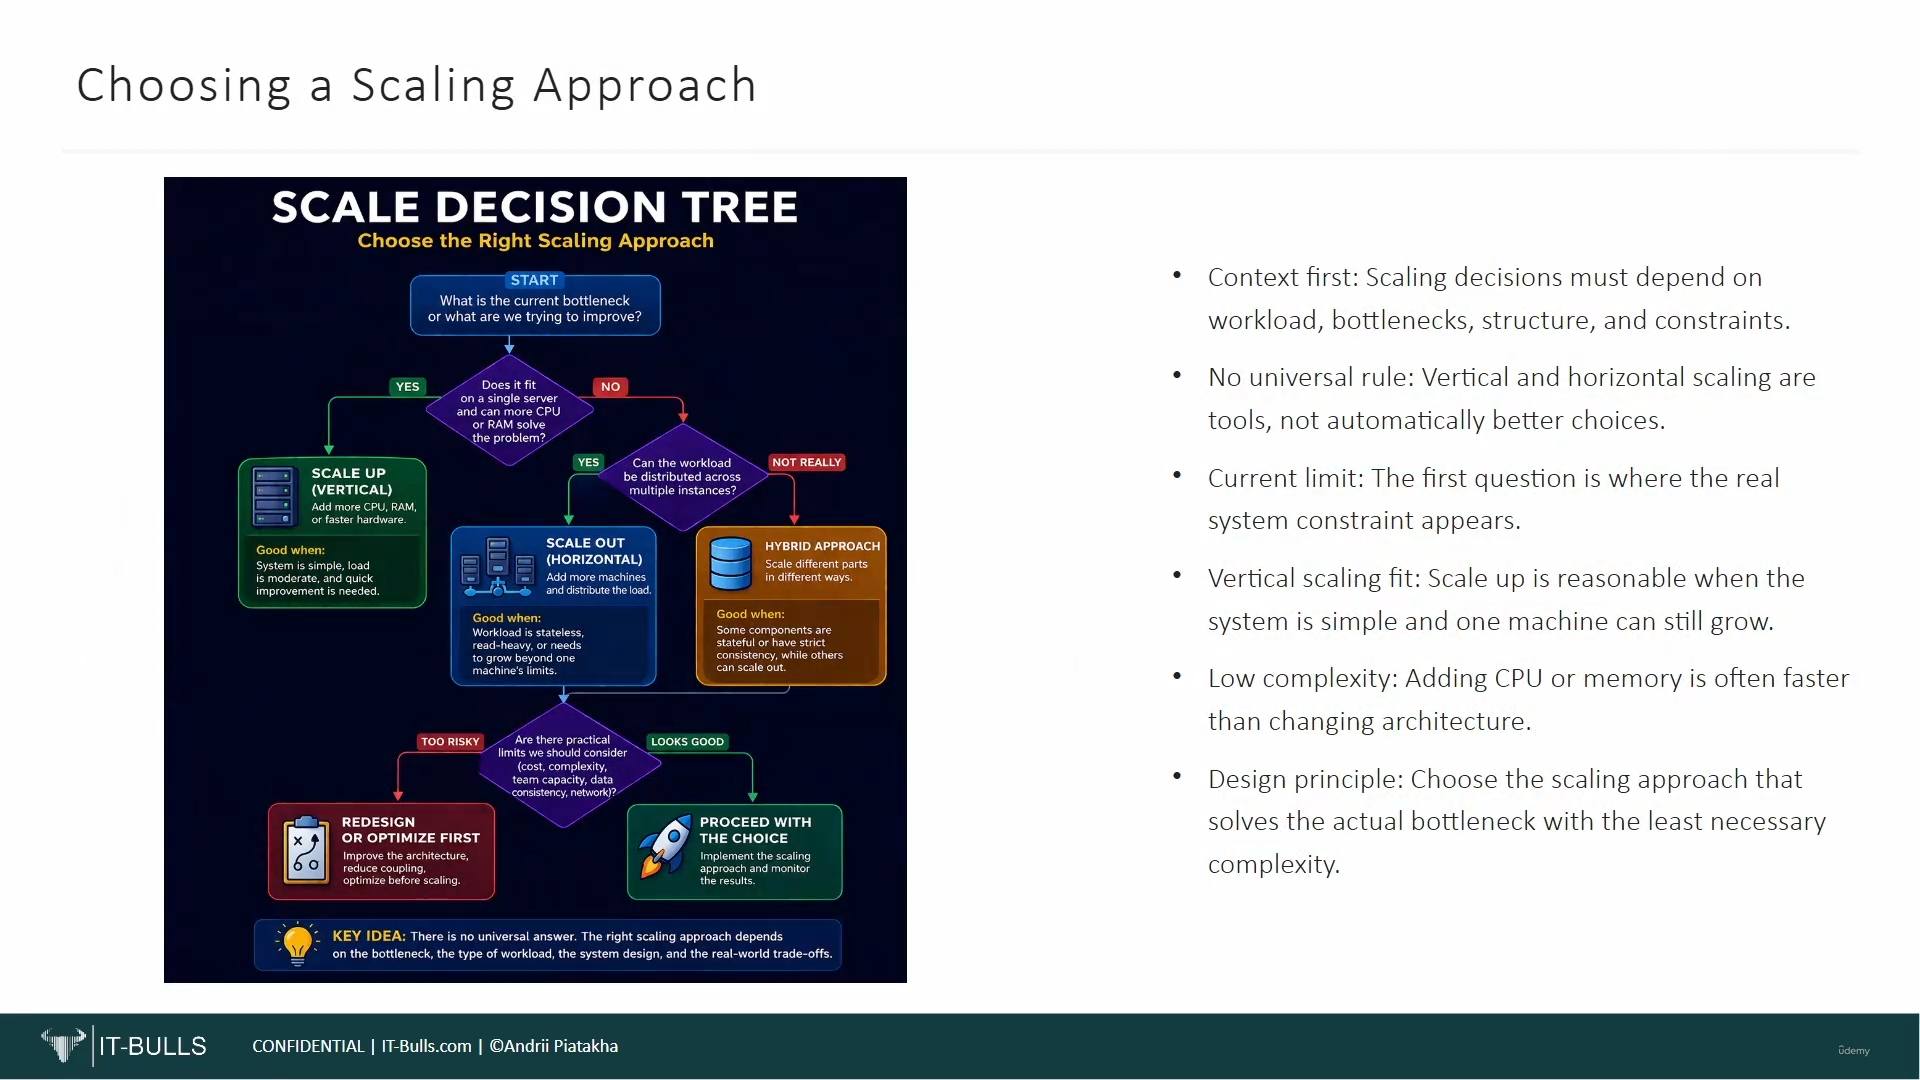 Choosing a Scaling Approach
SCALE DECISION TREE
Choose the Right Scaling Approach
START
What is the current bottleneck
or what are we trying to improve?
Does it fit
on a single server
and can more CPU
or RAM solve
the problem?
YES
NO
Can the workload
be distributed across
multiple instances?
YES
NOT REALLY
SCALE UP
(VERTICAL)
Add more CPU, RAM,
or faster hardware.
Good when:
System is simple, load
is moderate, and quick
improvement is needed.
SCALE OUT
(HORIZONTAL)
Add more machines
and distribute the load.
Good when:
Workload is stateless,
read-heavy, or needs
to grow beyond one
machine's limits.
HYBRID APPROACH
Scale different parts
in different ways.
Good when:
Some components are
stateful or have strict
consistency, while others
can scale out.
Are there practical
limits we should consider
(cost, complexity,
team capacity, data
consistency, network)?
TOO RISKY
LOOKS GOOD
REDESIGN
OR OPTIMIZE FIRST
Improve the architecture,
reduce coupling,
optimize before scaling.
PROCEED WITH
THE CHOICE
Implement the scaling
approach and monitor
the results.
KEY IDEA: There is no universal answer. The right scaling approach depends
on the bottleneck, the type of workload, the system design, and the real-world trade-offs.
• Context first: Scaling decisions must depend on
workload, bottlenecks, structure, and constraints.
• No universal rule: Vertical and horizontal scaling are
tools, not automatically better choices.
• Current limit: The first question is where the real
system constraint appears.
• Vertical scaling fit: Scale up is reasonable when the
system is simple and one machine can still grow.
• Low complexity: Adding CPU or memory is often faster
than changing architecture.
• Design principle: Choose the scaling approach that
solves the actual bottleneck with the least necessary
complexity.
IT-BULLS
CONFIDENTIAL | IT-Bulls.com | ©Andrii Piatakha
ûdemy